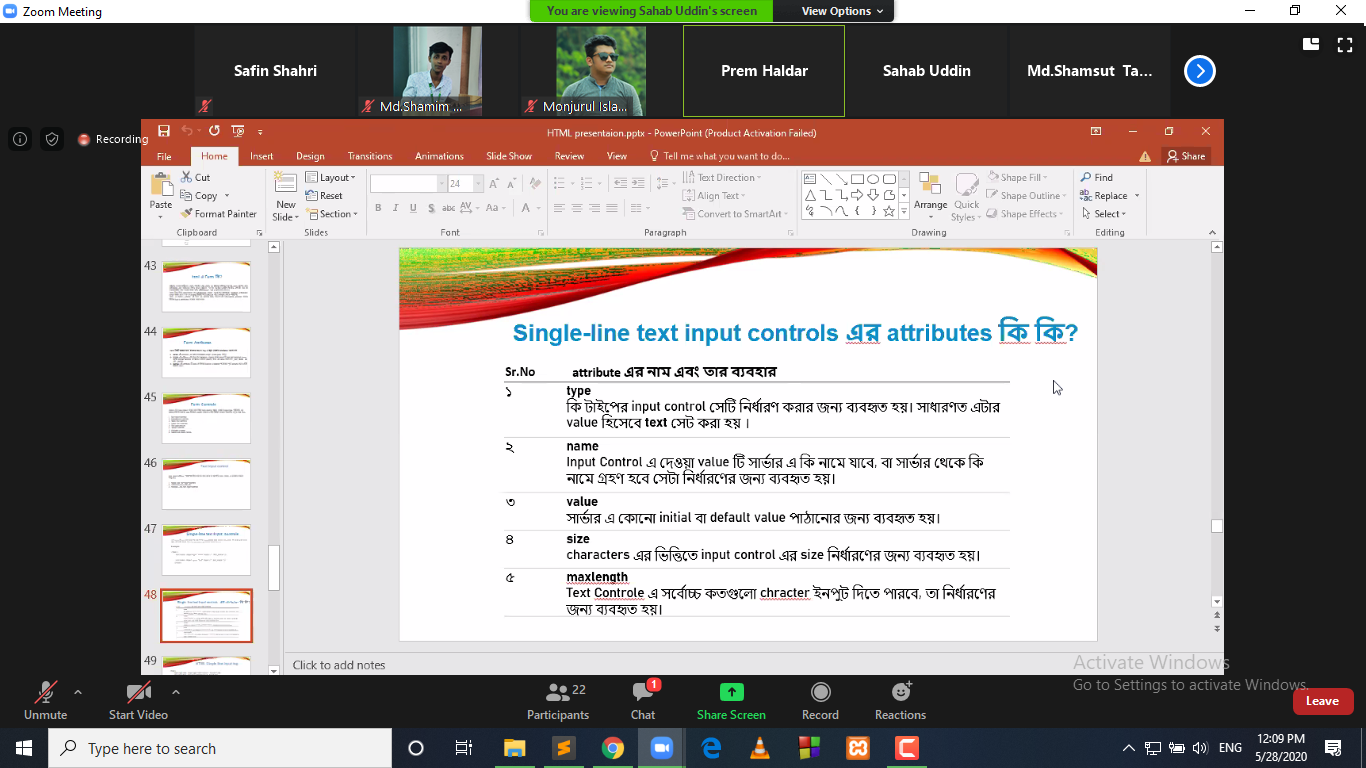 Zoom Meeting
You are viewing Sahab Uddin's screen
View Options
Safin Shahri
Md.Shamim ...
Monjurul Isla...
Prem Haldar
Sahab Uddin
Md.Shamsut Ta...
Recording
HTML presentaion.pptx - PowerPoint (Product Activation Failed)
File Home Insert Design Transitions Animations Slide Show Review View Tell me what you want to do... Share
Paste
Cut
Copy
Format Painter
Clipboard
New
Slide
Layout
Reset
Section
Slides
24
B I U S abc AV Aa A
Font
Text Direction
Align Text
Convert to SmartArt
Paragraph
Arrange
Quick
Styles
Shape Fill
Shape Outline
Shape Effects
Drawing
Find
Replace
Select
Editing
43
44
Form Attributes
45
Form Controls
46
47
48
49
Single-line text input controls এর attributes কি কি?
Sr.No attribute এর নাম এবং তার ব্যবহার
১ type
কি টাইপের input control সেটি নির্ধারণ করার জন্য ব্যবহৃত হয়। সাধারণত এটার
value হিসেবে text সেট করা হয় ।
২ name
Input Control এ দেওয়া value টি সার্ভার এ কি নামে যাবে, বা সার্ভার থেকে কি
নামে গ্রহণ হবে সেটা নির্ধারণের জন্য ব্যবহৃত হয়।
৩ value
সার্ভার এ কোনো initial বা default value পাঠানোর জন্য ব্যবহৃত হয়।
৪ size
characters এর ভিত্তিতে input control এর size নির্ধারণের জন্য ব্যবহৃত হয়।
৫ maxlength
Text Controle এ সর্বোচ্চ কতগুলো chracter ইনপুট দিতে পারবে, তা নির্ধারণের
জন্য ব্যবহৃত হয়।
Click to add notes
Activate Windows
Go to Settings to activate Windows.
Unmute
Start Video
22
Participants
1
Chat
Share Screen
Record
Reactions
Leave
Type here to search
ENG
12:09 PM
5/28/2020